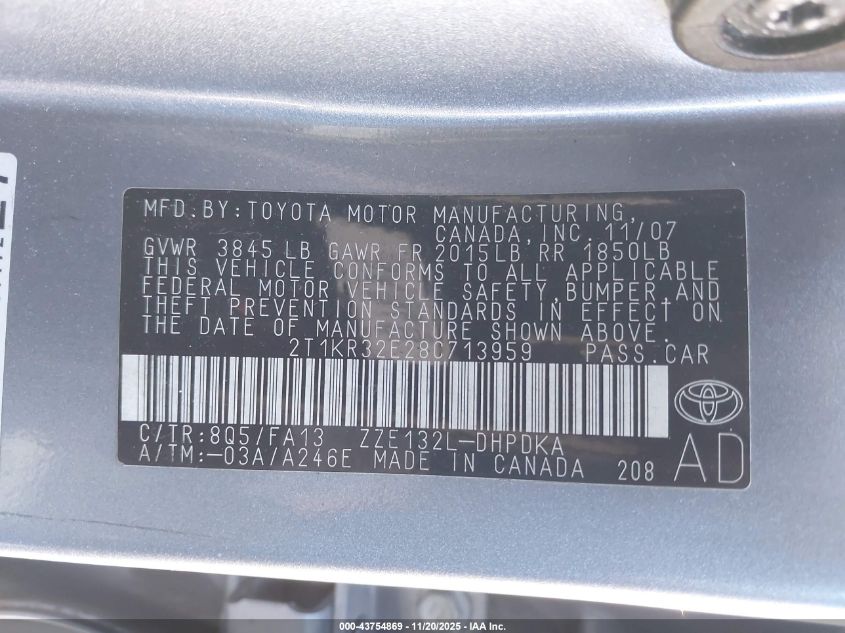 MFD.BY:TOYOTA MOTOR MANUFACTURING,
CANADA,INC. 11/07
GVWR 3845 LB GAWR FR 2015LB RR 1850LB
THIS VEHICLE CONFORMS TO ALL APPLICABLE
FEDERAL MOTOR VEHICLE SAFETY,BUMPER,AND
THEFT PREVENTION STANDARDS IN EFFECT ON
THE DATE OF MANUFACTURE SHOWN ABOVE.
2T1KR32E28C713959 PASS.CAR
C/TR:8Q5/FA13 ZZE132L-DHPDKA
A/TM:-03A/A246E MADE IN CANADA 208
AD
000-43754869 - 11/20/2025 - IAA Inc.